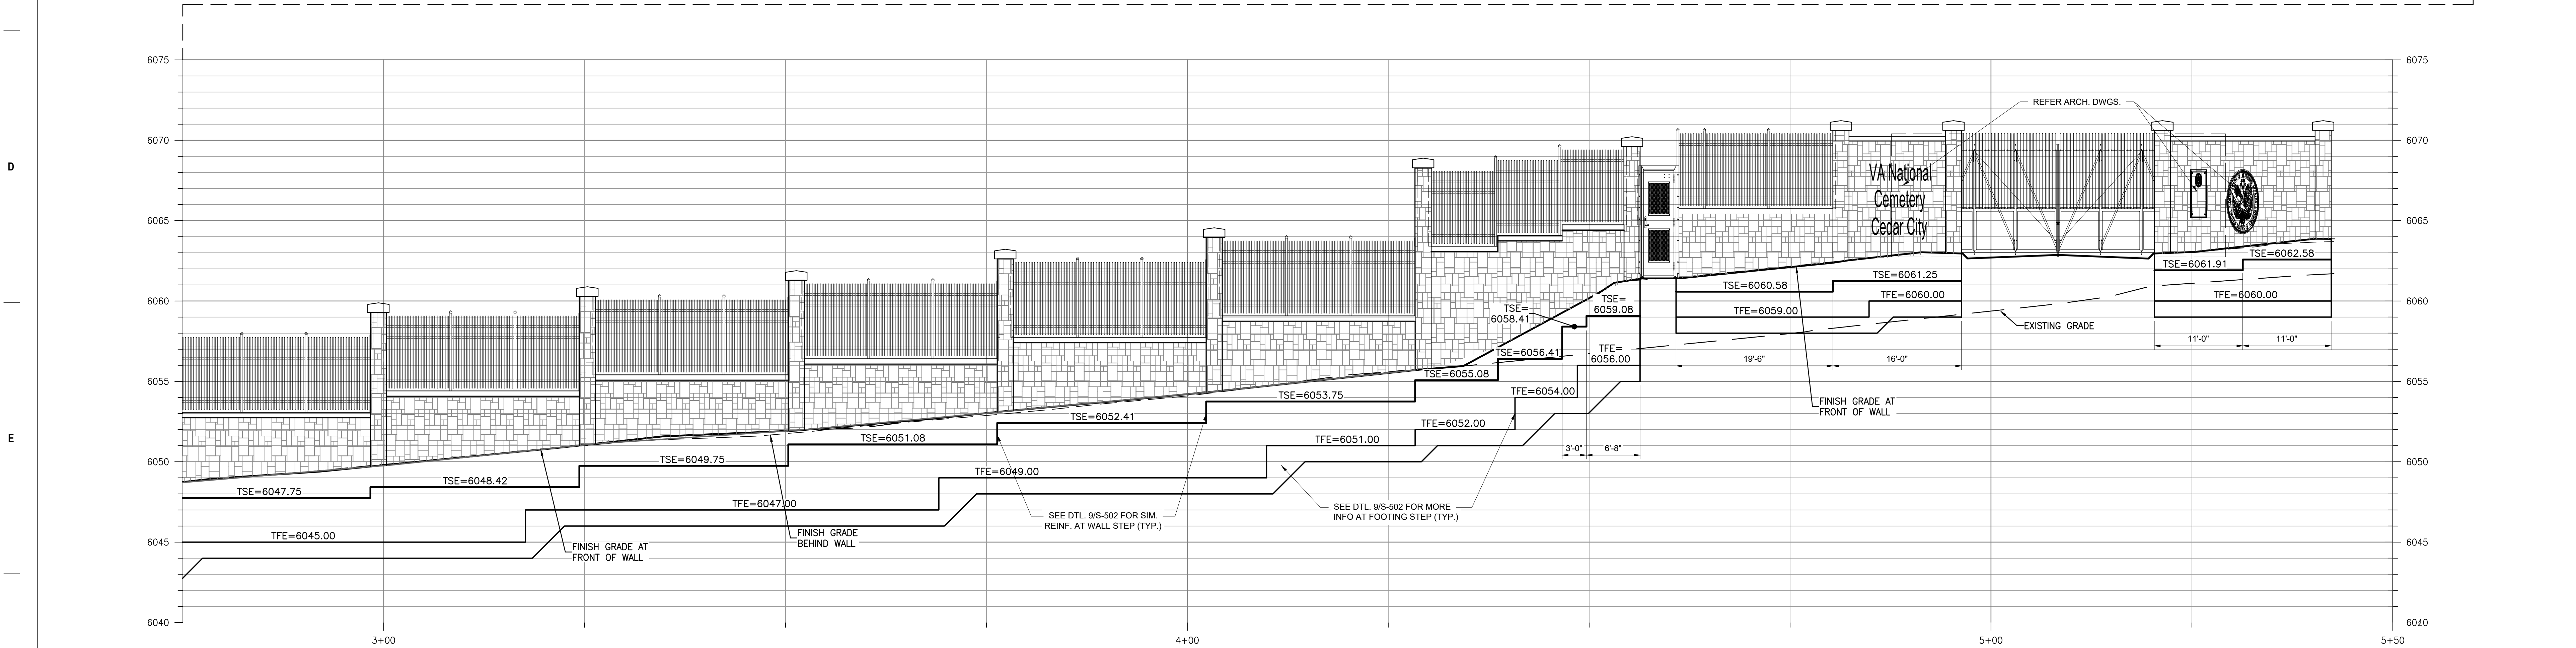 6075
6075
REFER ARCH. DWGS.
6070
6070
D
VA National
Cemetery
Cedar City
6065
6065
TSE=6062.58
TSE=6061.91
TSE=6061.25
TSE=6060.58
6060
6060
TSE=
6059.08
TSE=
6058.41
TFE=6060.00
TFE=6060.00
TFE=6059.00
EXISTING GRADE
11'-0"
11'-0"
TSE=6056.41
TFE=
6056.00
19'-6"
16'-0"
6055
6055
TSE=6055.08
TFE=6054.00
TSE=6053.75
FINISH GRADE AT
FRONT OF WALL
TSE=6052.41
TFE=6052.00
E
TSE=6051.08
TFE=6051.00
3'-0"
6'-8"
6050
6050
TSE=6049.75
TFE=6049.00
TSE=6048.42
TSE=6047.75
TFE=6047.00
SEE DTL. 9/S-502 FOR SIM.
REINF. AT WALL STEP (TYP.)
SEE DTL. 9/S-502 FOR MORE
INFO AT FOOTING STEP (TYP.)
TFE=6045.00
FINISH GRADE
BEHIND WALL
6045
6045
FINISH GRADE AT
FRONT OF WALL
6040
3+00
4+00
5+00
5+50